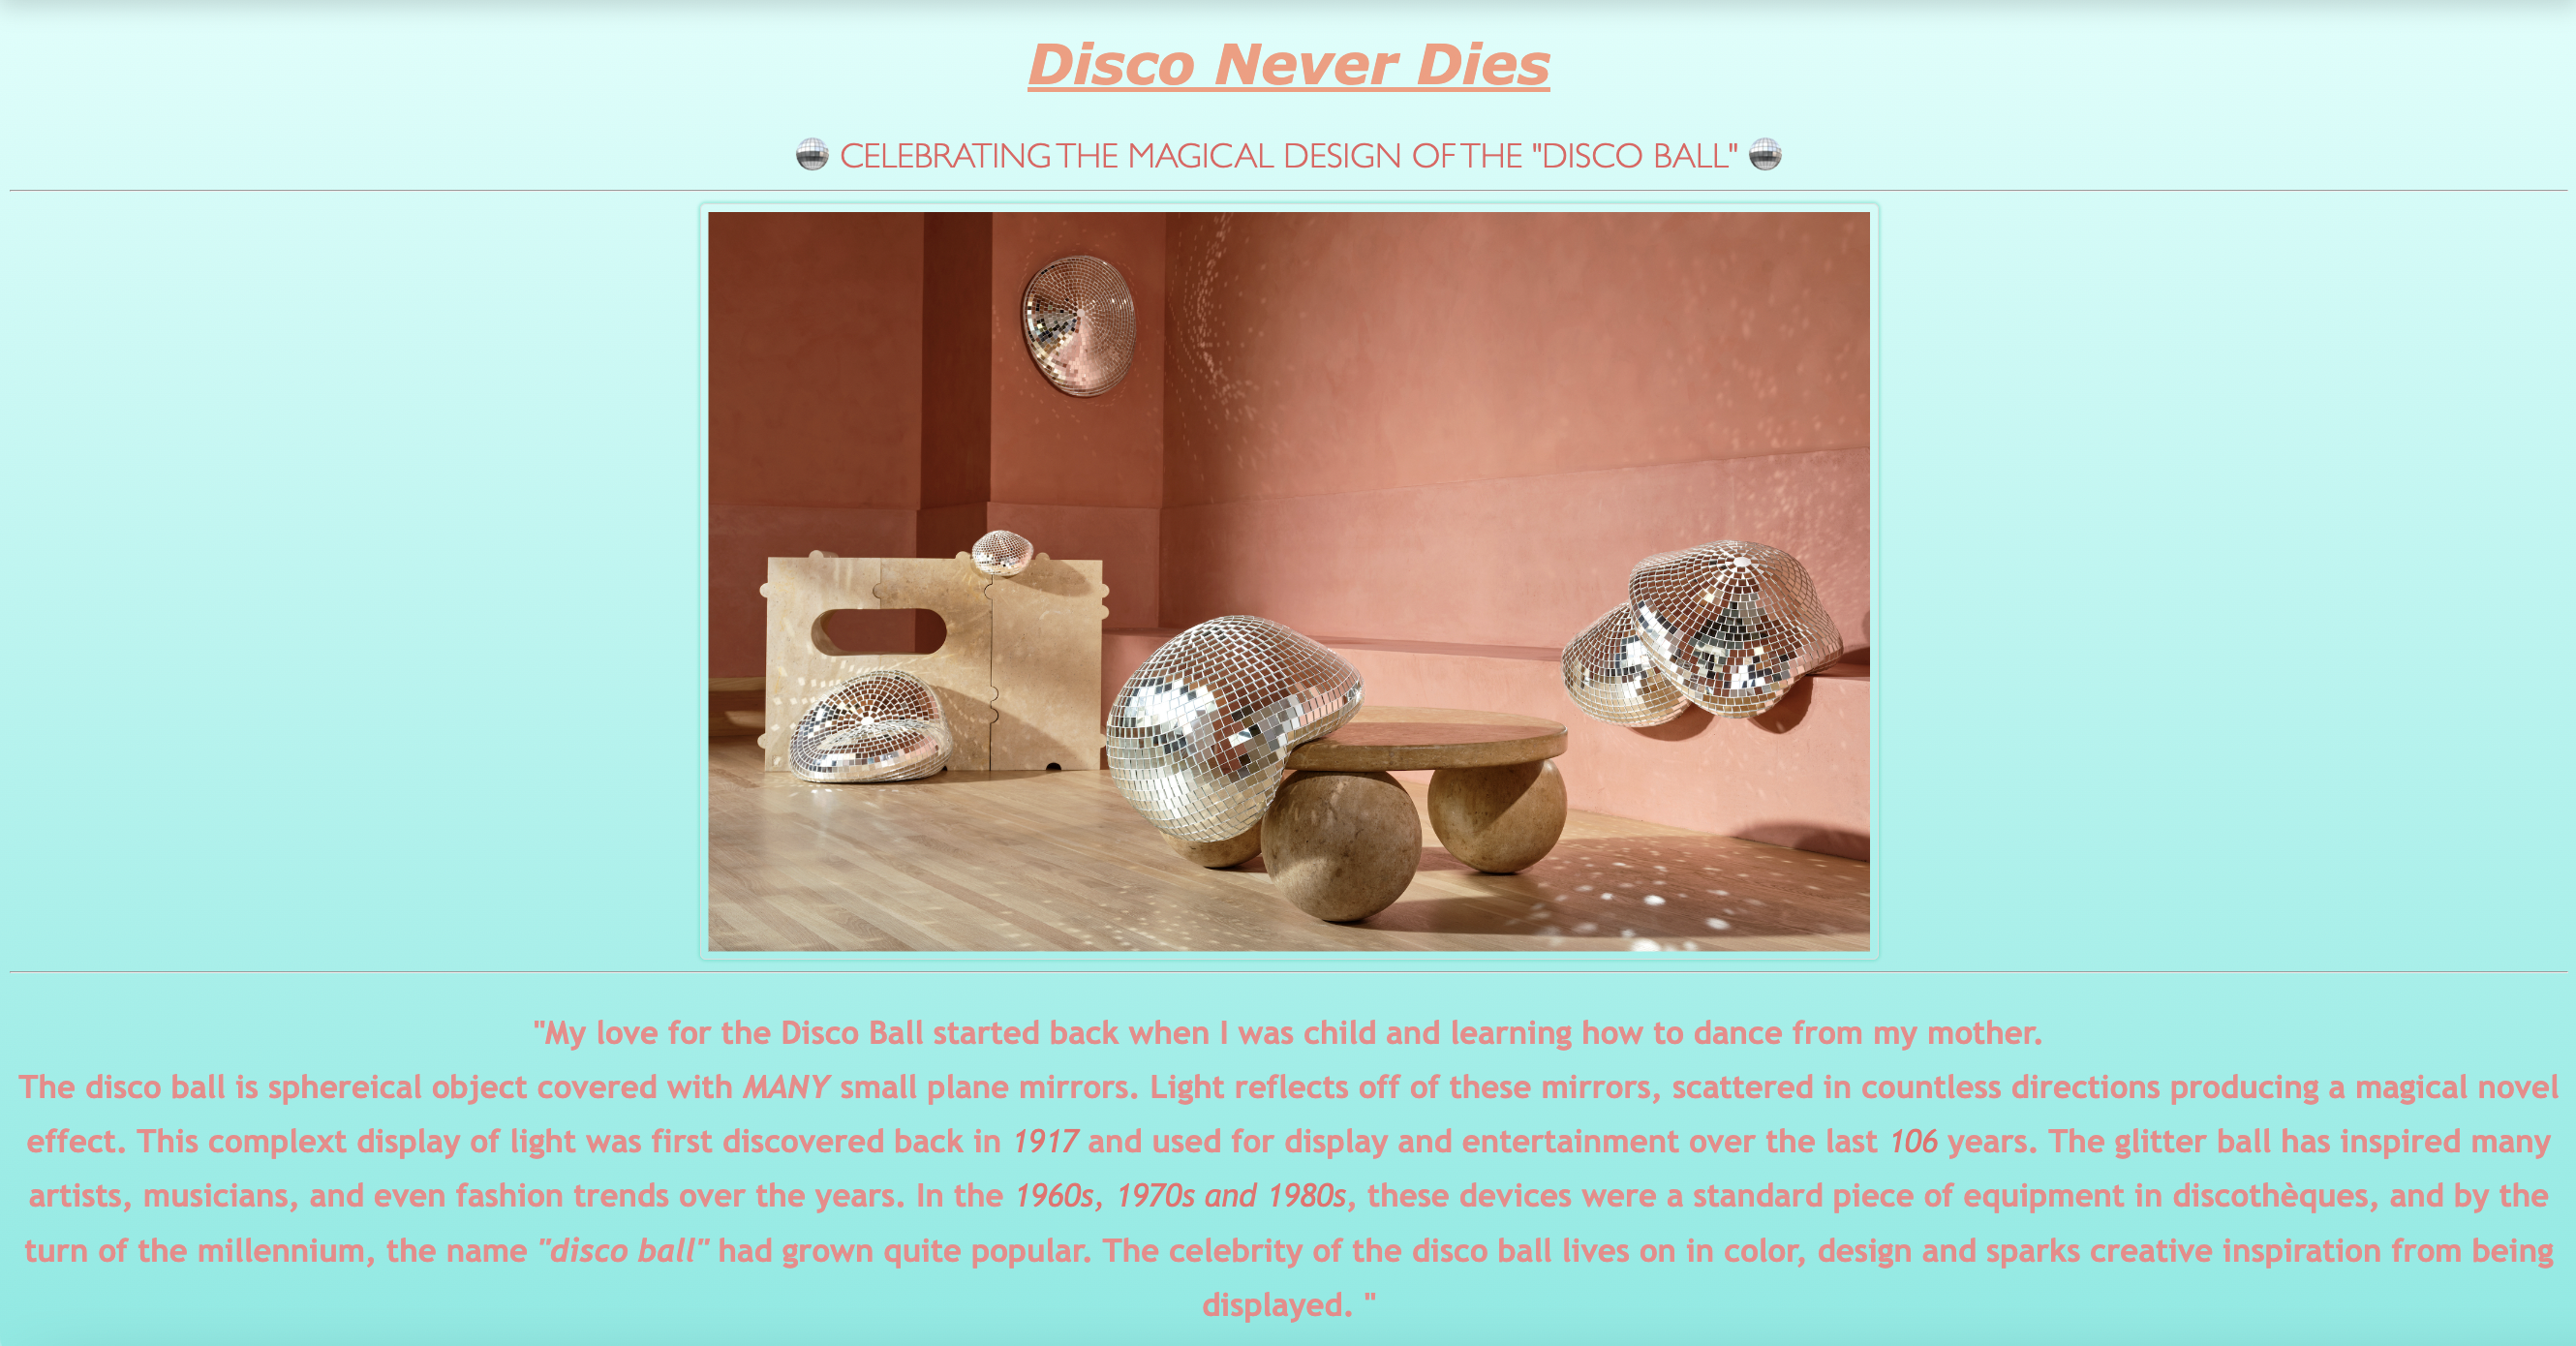 Disco Never Dies
🪩 CELEBRATING THE MAGICAL DESIGN OF THE "DISCO BALL" 🪩
"My love for the Disco Ball started back when I was child and learning how to dance from my mother.
The disco ball is sphereical object covered with MANY small plane mirrors. Light reflects off of these mirrors, scattered in countless directions producing a magical novel
effect. This complext display of light was first discovered back in 1917 and used for display and entertainment over the last 106 years. The glitter ball has inspired many
artists, musicians, and even fashion trends over the years. In the 1960s, 1970s and 1980s, these devices were a standard piece of equipment in discothèques, and by the
turn of the millennium, the name "disco ball" had grown quite popular. The celebrity of the disco ball lives on in color, design and sparks creative inspiration from being
displayed. "